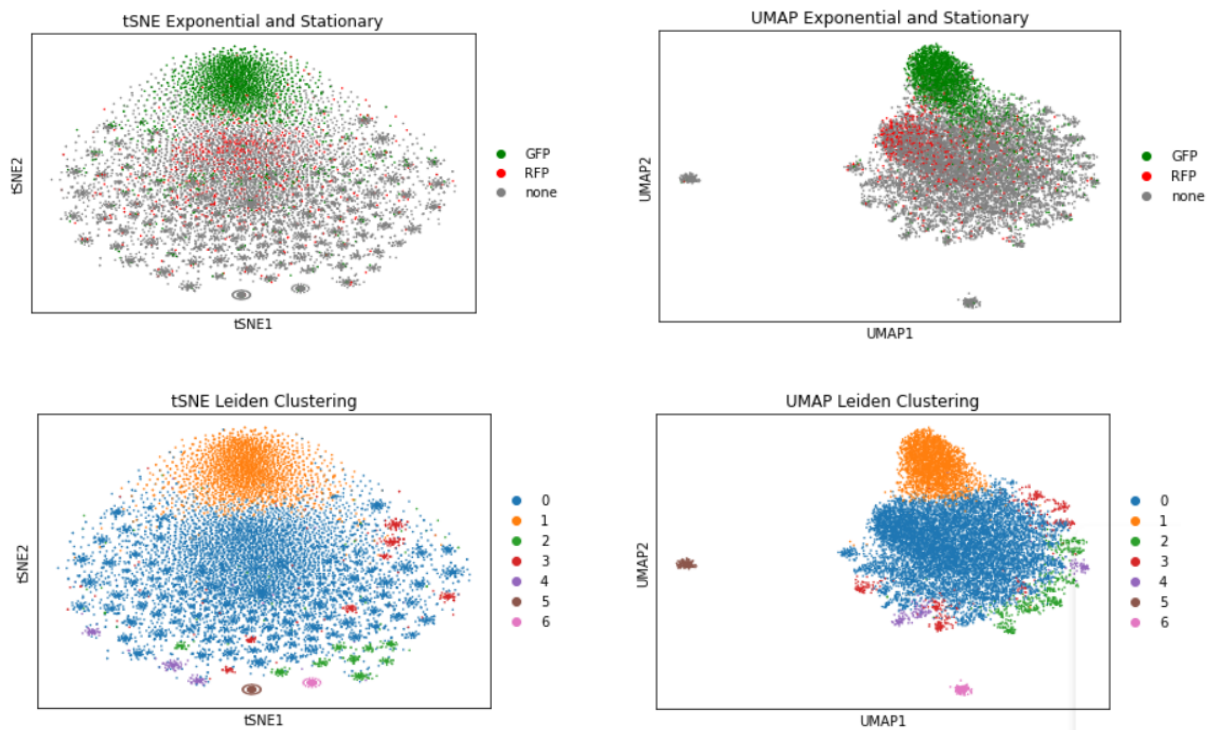 tSNE Exponential and Stationary
tSNE2
tSNE1
GFP
RFP
none
UMAP Exponential and Stationary
UMAP2
UMAP1
GFP
RFP
none
tSNE Leiden Clustering
tSNE2
tSNE1
0
1
2
3
4
5
6
UMAP Leiden Clustering
UMAP2
UMAP1
0
1
2
3
4
5
6